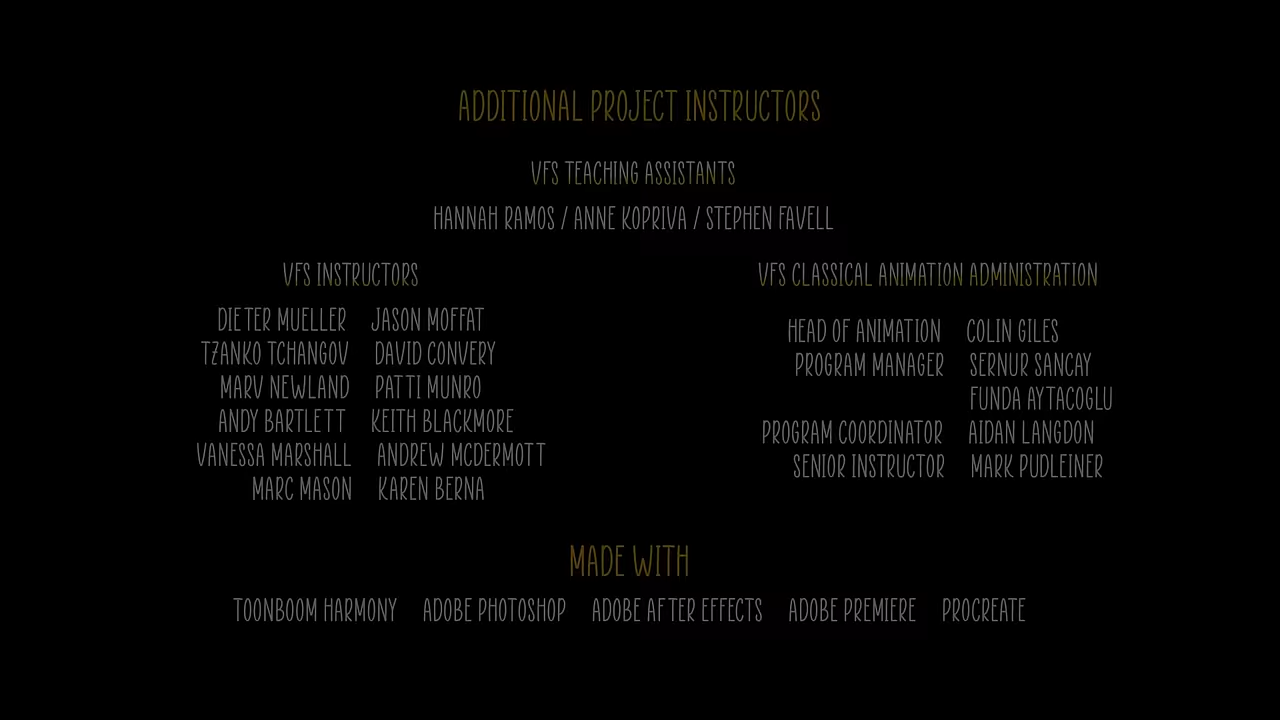 ADDITIONAL PROJECT INSTRUCTORS
VFS TEACHING ASSISTANTS
HANNAH RAMOS / ANNE KOPRIVA / STEPHEN FAVELL
VFS INSTRUCTORS
DIETER MUELLER JASON MOFFAT
TZANKO TCHANGOV DAVID CONVERY
MARV NEWLAND PATTI MUNRO
ANDY BARTLETT KEITH BLACKMORE
VANESSA MARSHALL ANDREW MCDERMOTT
MARC MASON KAREN BERNA
VFS CLASSICAL ANIMATION ADMINISTRATION
HEAD OF ANIMATION COLIN GILES
PROGRAM MANAGER SERNUR SANCAY
FUNDA AYTACOGLU
PROGRAM COORDINATOR AIDAN LANGDON
SENIOR INSTRUCTOR MARK PUDLEINER
MADE WITH
TOONBOOM HARMONY ADOBE PHOTOSHOP ADOBE AFTER EFFECTS ADOBE PREMIERE PROCREATE